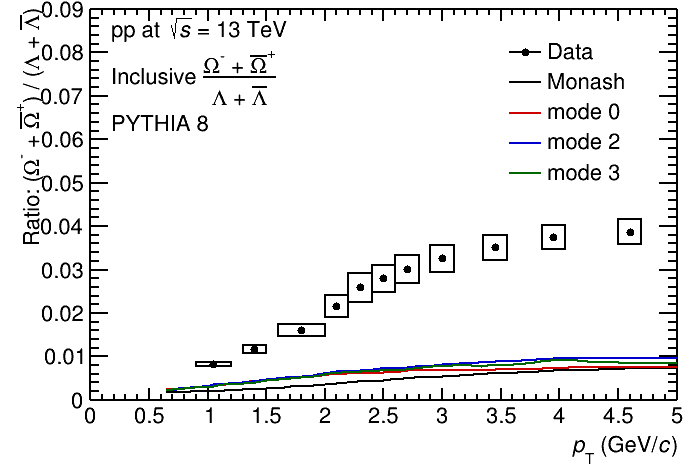 0.09
0.08
0.07
0.06
0.05
0.04
0.03
0.02
0.01
0
Ratio: (Ω⁻ + Ω̅⁺) / (Λ + Λ̅)
pp at √s = 13 TeV
Inclusive Ω⁻ + Ω̅⁺
Λ + Λ̅
PYTHIA 8
Data
Monash
mode 0
mode 2
mode 3
0 0.5 1 1.5 2 2.5 3 3.5 4 4.5 5
p_T (GeV/c)